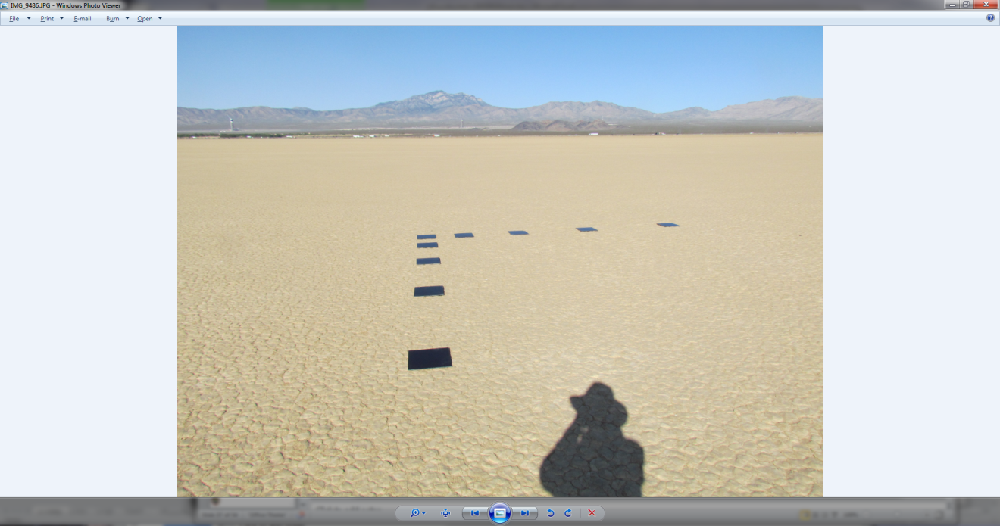 IMG_9486.JPG - Windows Photo Viewer
File Print E-mail Burn Open